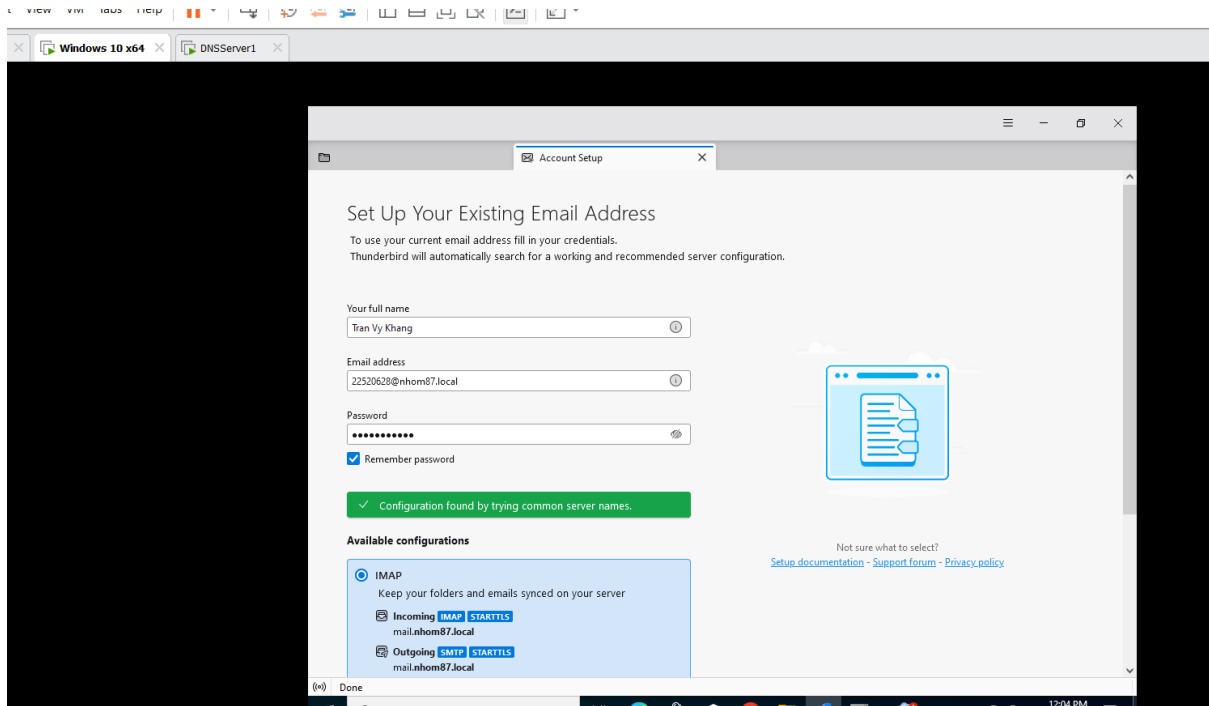 View VM Tabs Help
Windows 10 x64 DNSServer1
Account Setup
Set Up Your Existing Email Address
To use your current email address fill in your credentials.
Thunderbird will automatically search for a working and recommended server configuration.
Your full name
Tran Vy Khang
Email address
22520628@nhom87.local
Password
Remember password
Configuration found by trying common server names.
Available configurations
IMAP
Keep your folders and emails synced on your server
Incoming IMAP STARTTLS
mail.nhom87.local
Outgoing SMTP STARTTLS
mail.nhom87.local
Not sure what to select?
Setup documentation - Support forum - Privacy policy
Done
12:04 PM